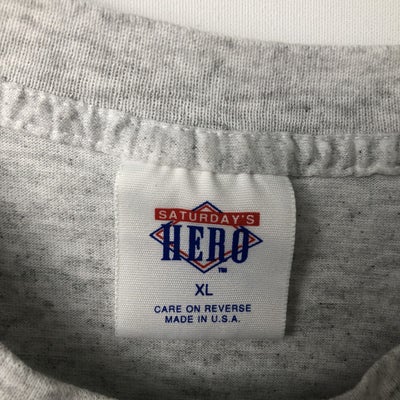 SATURDAY'S
HERO
TM
XL
CARE ON REVERSE
MADE IN U.S.A.